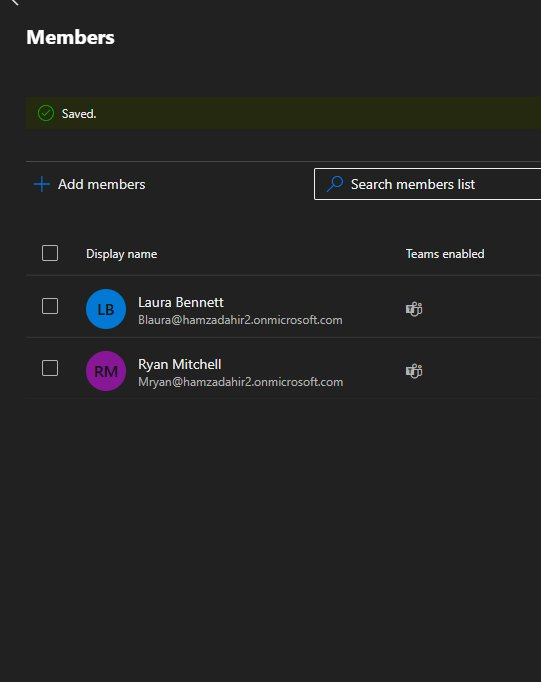 Members
Saved.
Add members
Search members list
Display name
Teams enabled
LB
Laura Bennett
Blaura@hamzadahir2.onmicrosoft.com
RM
Ryan Mitchell
Mryan@hamzadahir2.onmicrosoft.com